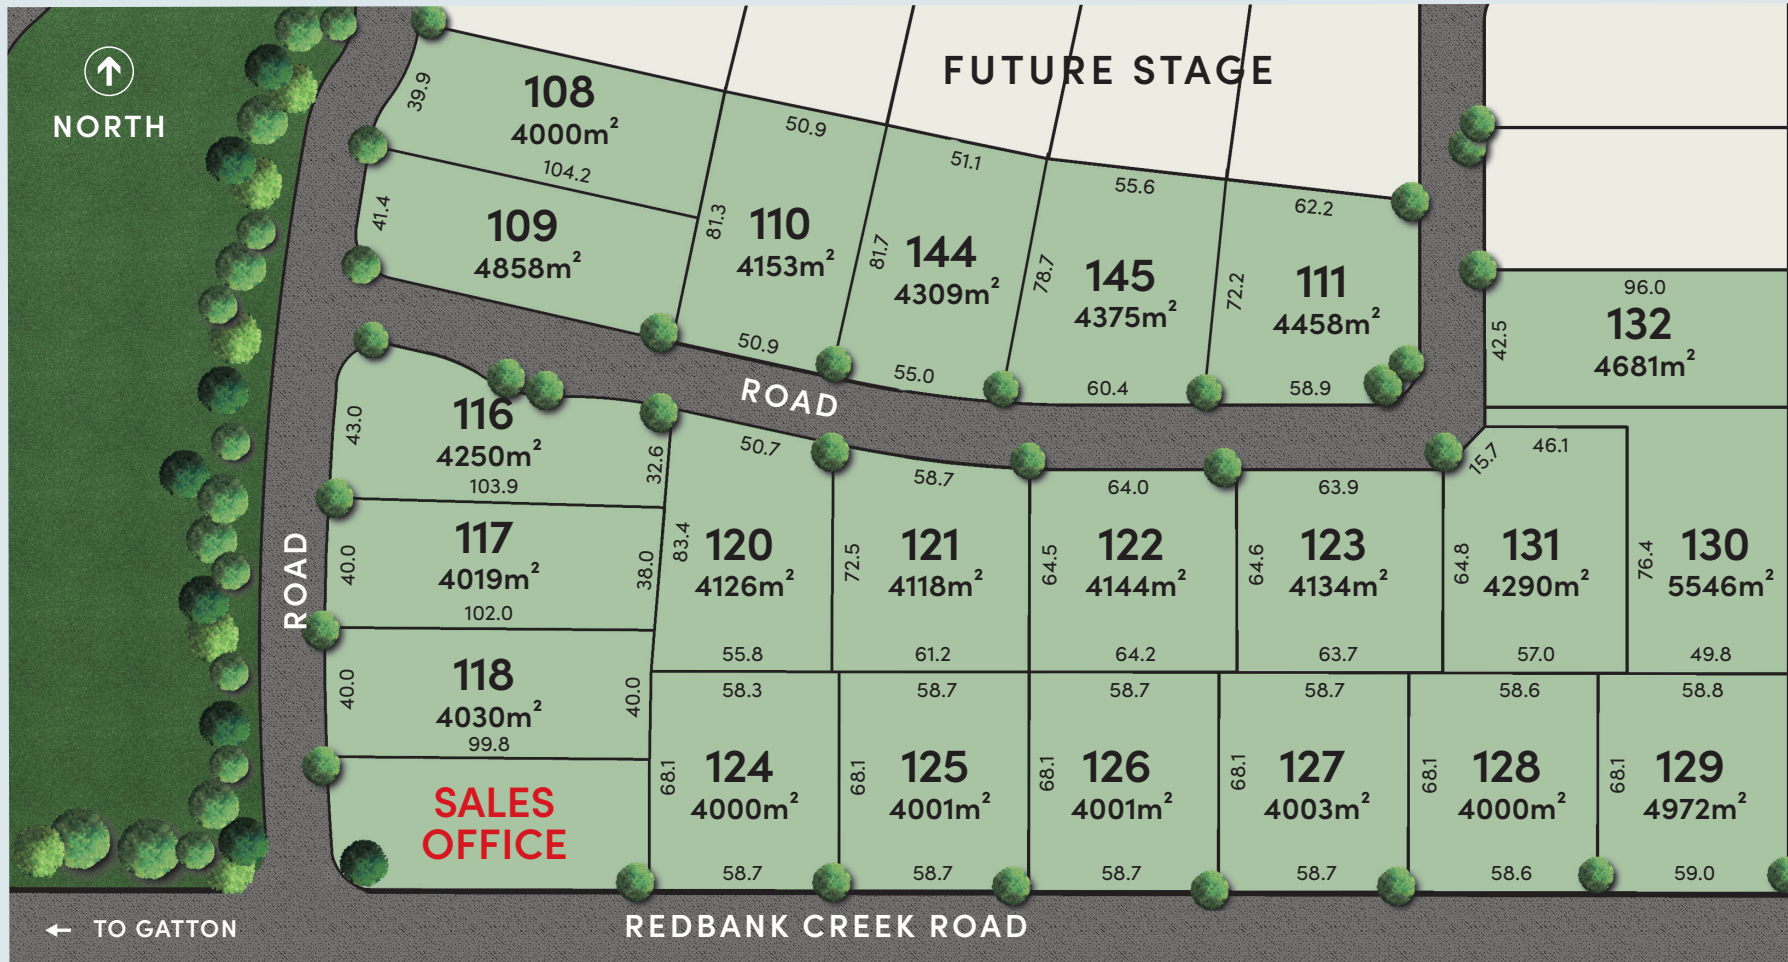 NORTH
FUTURE STAGE
39.9
108
4000m²
104.2
41.4
109
4858m²
50.9
81.3
110
4153m²
50.9
51.1
81.7
144
4309m²
55.0
55.6
78.7
145
4375m²
60.4
62.2
72.2
111
4458m²
58.9
96.0
42.5
132
4681m²
ROAD
43.0
116
4250m²
103.9
32.6
40.0
117
4019m²
102.0
38.0
40.0
118
4030m²
99.8
40.0
ROAD
50.7
83.4
120
4126m²
55.8
58.7
72.5
121
4118m²
61.2
64.0
64.5
122
4144m²
64.2
63.9
64.6
123
4134m²
63.7
15.7
46.1
64.8
131
4290m²
57.0
76.4
130
5546m²
49.8
SALES
OFFICE
58.3
68.1
124
4000m²
58.7
58.7
68.1
125
4001m²
58.7
58.7
68.1
126
4001m²
58.7
58.7
68.1
127
4003m²
58.7
58.6
68.1
128
4000m²
58.6
58.8
68.1
129
4972m²
59.0
← TO GATTON
REDBANK CREEK ROAD